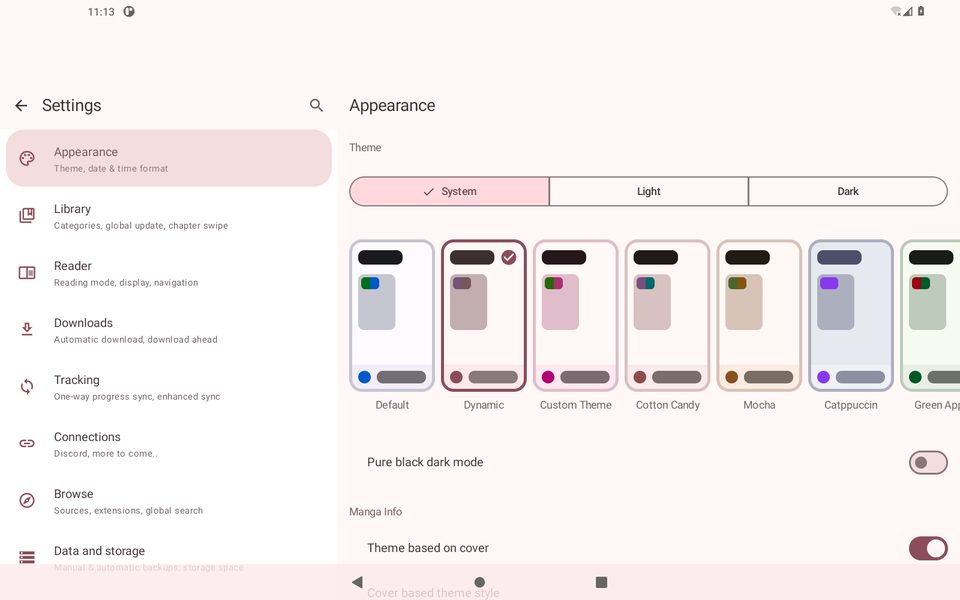 11:13
Settings
Appearance
Theme, date & time format
Library
Categories, global update, chapter swipe
Reader
Reading mode, display, navigation
Downloads
Automatic download, download ahead
Tracking
One-way progress sync, enhanced sync
Connections
Discord, more to come..
Browse
Sources, extensions, global search
Data and storage
Manual & automatic backups, storage space
Appearance
Theme
System
Light
Dark
Default
Dynamic
Custom Theme
Cotton Candy
Mocha
Catppuccin
Green App
Pure black dark mode
Manga Info
Theme based on cover
Cover based theme style